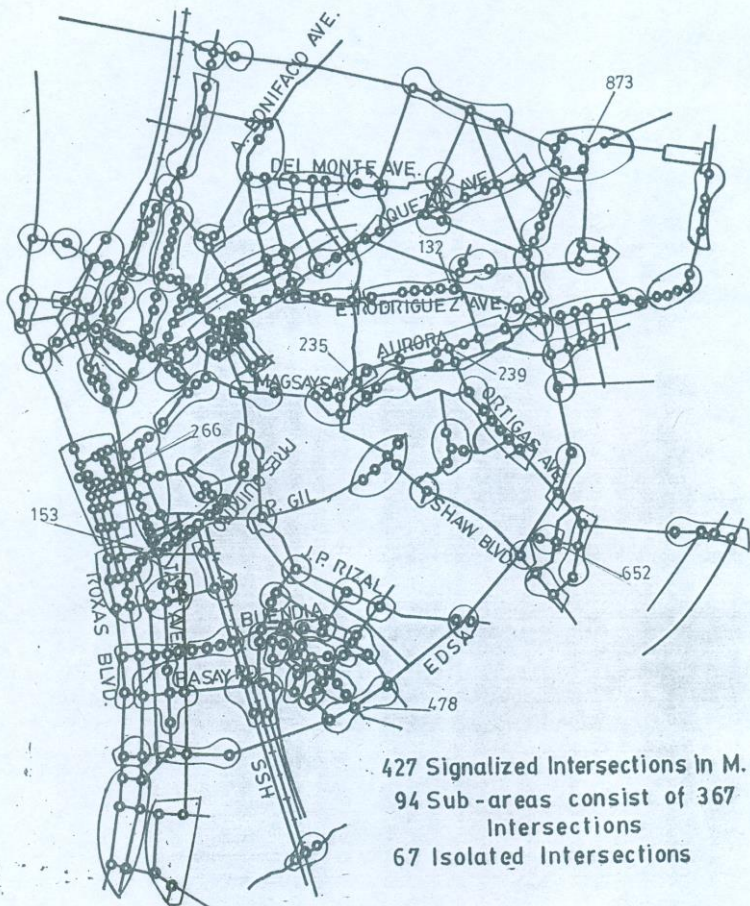 A. BONIFACIO AVE.
873
DEL MONTE AVE.
QUEZON AVE
132
E. RODRIGUEZ AVE.
235
AURORA
239
MAGSAYSAY
ORTIGAS AVE.
266
PRES. QUIRINO
P. GIL
153
SHAW BLVD
J.P. RIZAL
652
TAFT AVE.
ROXAS BLVD.
BUENDIA
EDSA
PASAY R
478
SSH
427 Signalized Intersections in M.
94 Sub-areas consist of 367
Intersections
67 Isolated Intersections